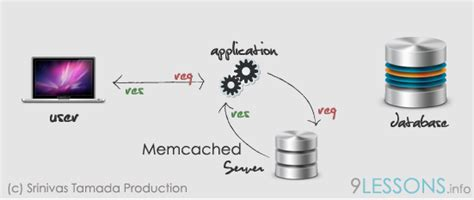 application
req
res
user
req
res
database
Memcached
Server
(c) Srinivas Tamada Production
9LESSONS.info